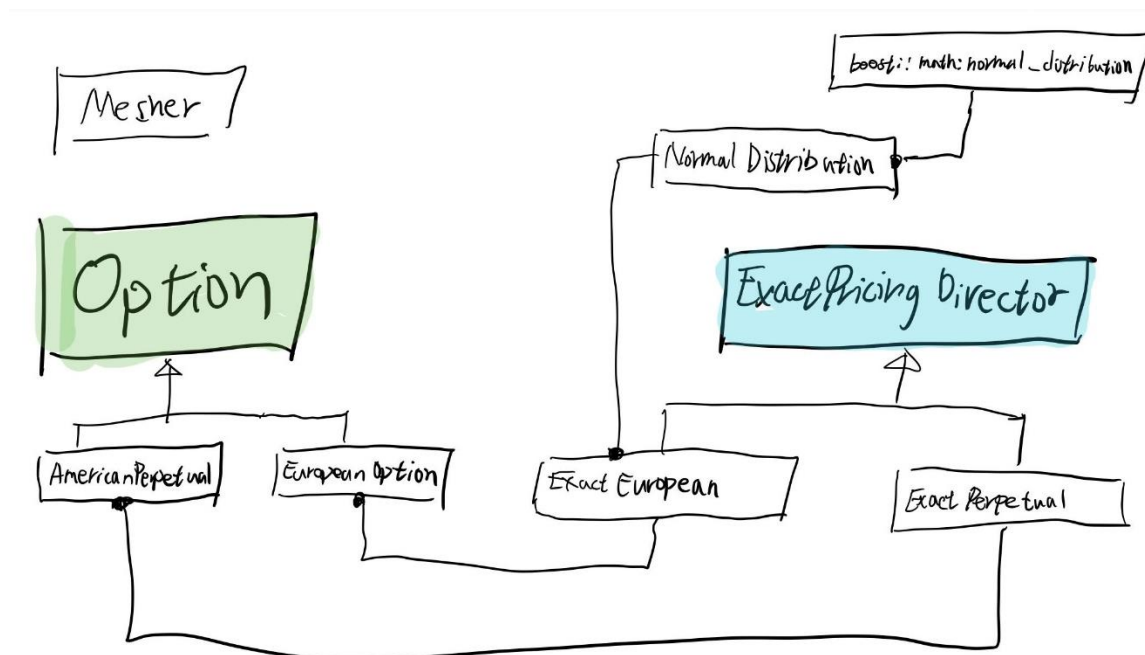 boost::math:normal_distribution
Mesher
Normal Distribution
Option
ExactPricing Director
AmericanPerpetual
European Option
Exact European
Exact Perpetual